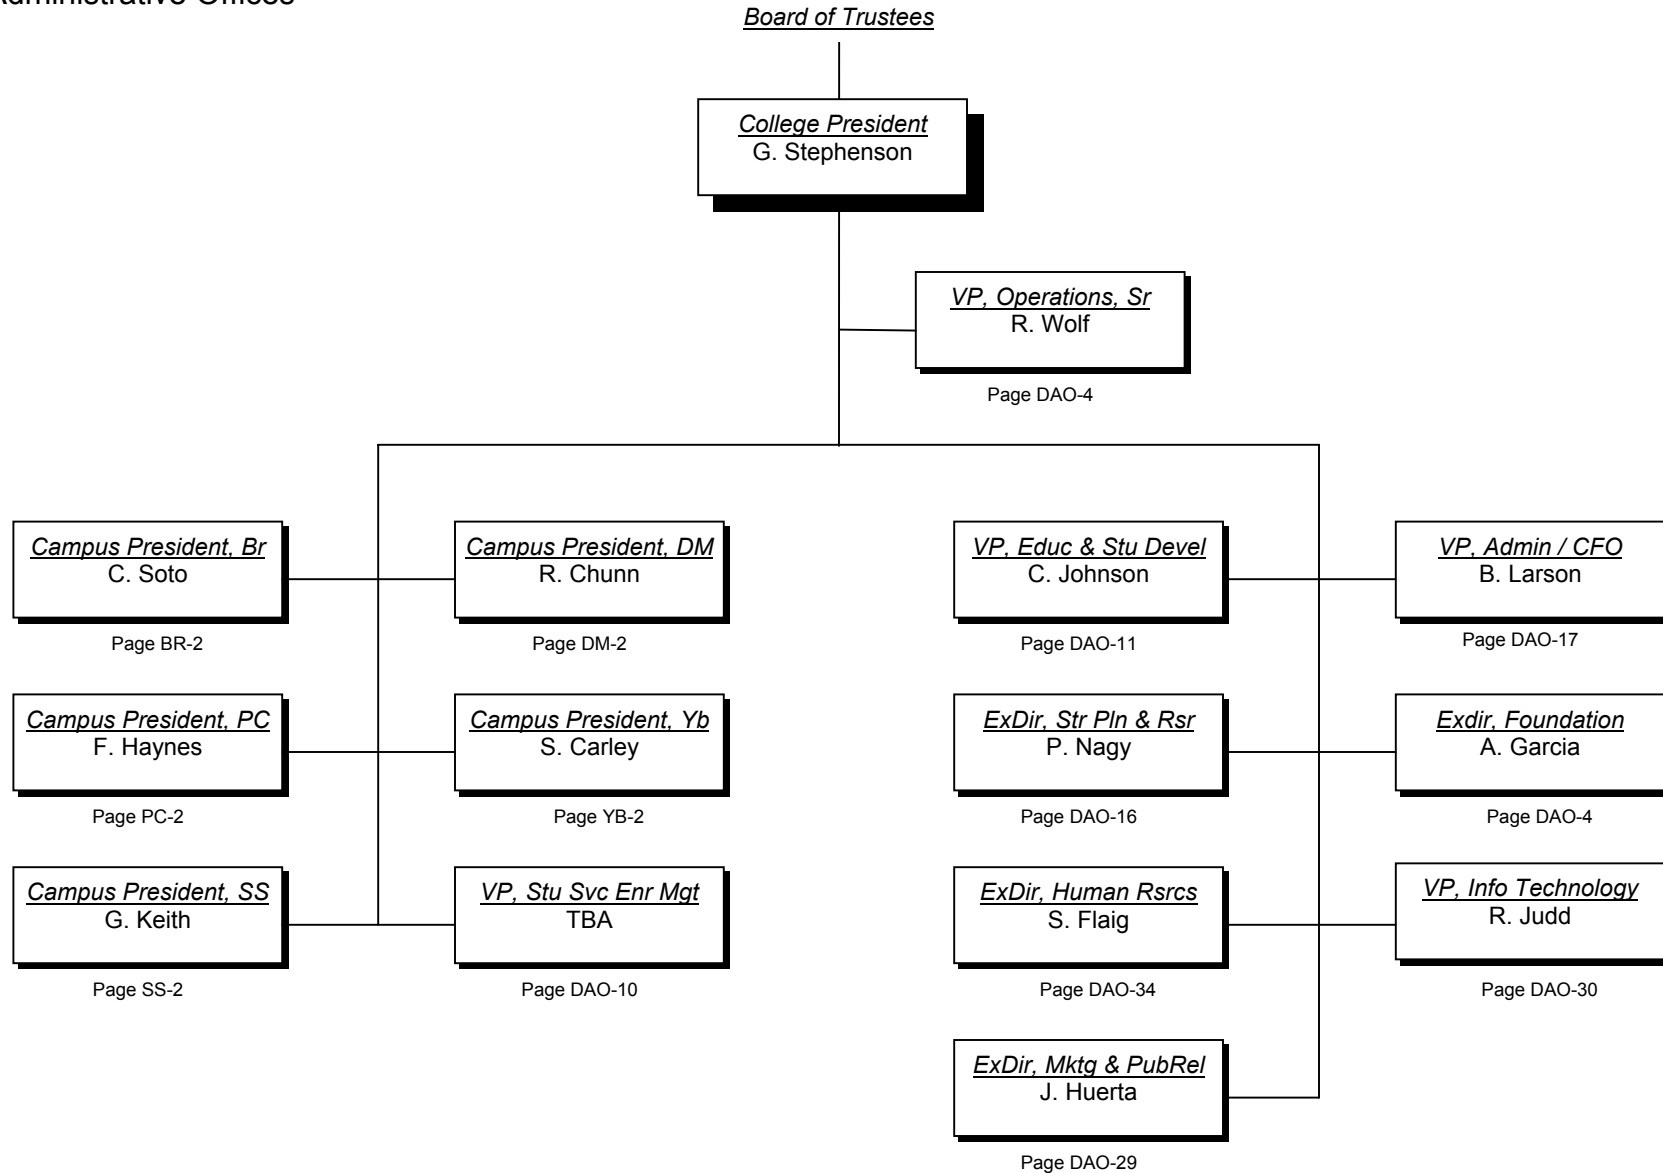 Administrative Offices
Board of Trustees
College President
G. Stephenson
VP, Operations, Sr
R. Wolf
Page DAO-4
Campus President, Br
C. Soto
Page BR-2
Campus President, DM
R. Chunn
Page DM-2
VP, Educ & Stu Devel
C. Johnson
Page DAO-11
VP, Admin / CFO
B. Larson
Page DAO-17
Campus President, PC
F. Haynes
Page PC-2
Campus President, Yb
S. Carley
Page YB-2
ExDir, Str Pln & Rsr
P. Nagy
Page DAO-16
Exdir, Foundation
A. Garcia
Page DAO-4
Campus President, SS
G. Keith
Page SS-2
VP, Stu Svc Enr Mgt
TBA
Page DAO-10
ExDir, Human Rsrcs
S. Flaig
Page DAO-34
VP, Info Technology
R. Judd
Page DAO-30
ExDir, Mktg & PubRel
J. Huerta
Page DAO-29